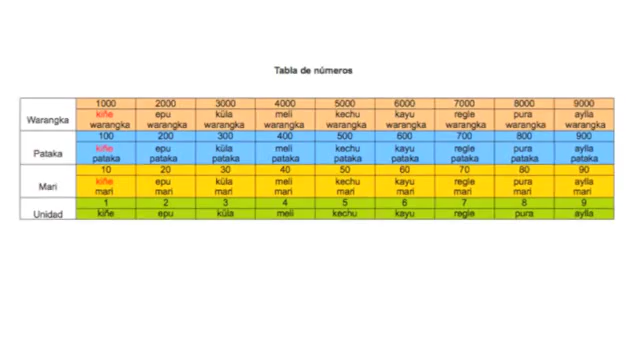 Tabla de números
1000 2000 3000 4000 5000 6000 7000 8000 9000
Warangka kiñe warangka epu warangka küla warangka meli warangka kechu warangka kayu warangka regle warangka pura warangka aylla warangka
100 200 300 400 500 600 700 800 900
Pataka kiñe pataka epu pataka küla pataka meli pataka kechu pataka kayu pataka regle pataka pura pataka aylla pataka
10 20 30 40 50 60 70 80 90
Mari kiñe mari epu mari küla mari meli mari kechu mari kayu mari regle mari pura mari aylla mari
1 2 3 4 5 6 7 8 9
Unidad kiñe epu küla meli kechu kayu regle pura aylla